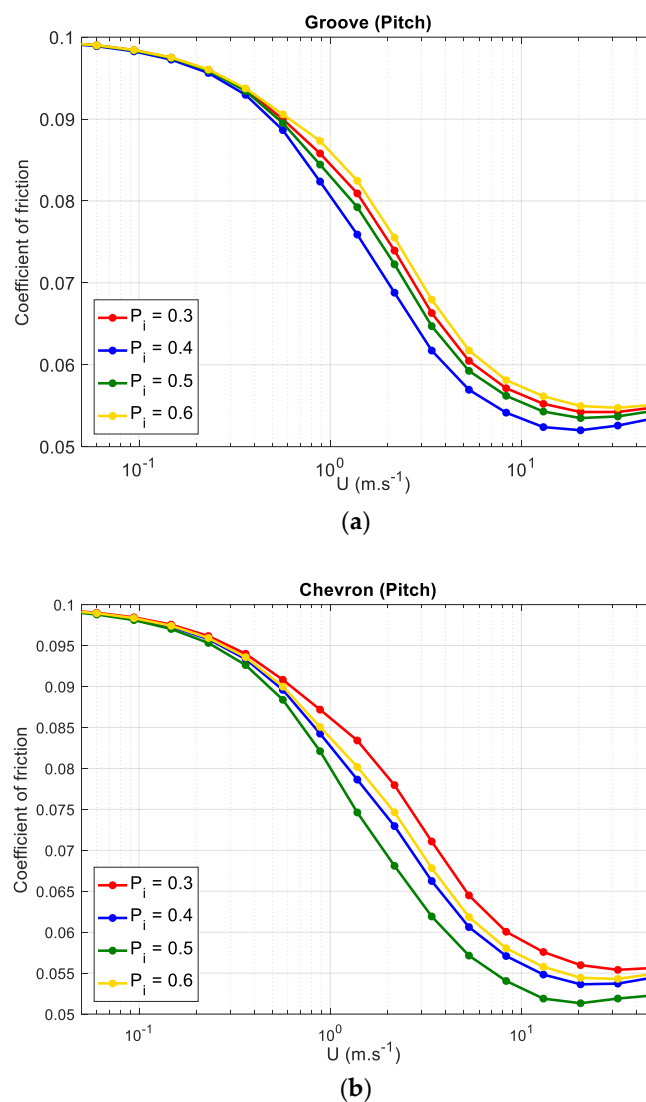 Groove (Pitch)
Coefficient of friction
0.1
0.09
0.08
0.07
0.06
0.05
P_i = 0.3
P_i = 0.4
P_i = 0.5
P_i = 0.6
10^-1 10^0 10^1
U (m.s^-1)
(a)
Chevron (Pitch)
Coefficient of friction
0.1
0.095
0.09
0.085
0.08
0.075
0.07
0.065
0.06
0.055
0.05
P_i = 0.3
P_i = 0.4
P_i = 0.5
P_i = 0.6
10^-1 10^0 10^1
U (m.s^-1)
(b)